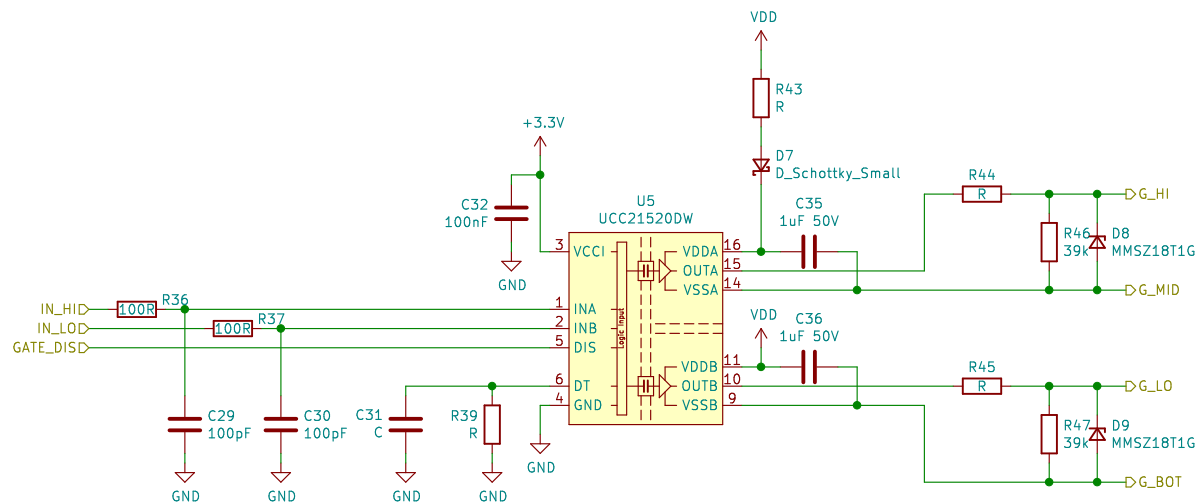 VDD
R43
R
+3.3V
D7
D_Schottky_Small
C32
100nF
GND
U5
UCC21520DW
C35
1uF 50V
R44
R
G_HI
3
VCCI
VDDA
16
OUTA
15
VSSA
14
R46
39k
D8
MMSZ18T1G
G_MID
IN_HI
100R
R36
1
INA
IN_LO
100R
R37
2
INB
GATE_DIS
5
DIS
Logic Input
VDD
C36
1uF 50V
VDDB
11
6
DT
OUTB
10
R45
R
G_LO
4
GND
VSSB
9
C29
100pF
C30
100pF
C31
C
R39
R
R47
39k
D9
MMSZ18T1G
GND
GND
GND
GND
GND
G_BOT